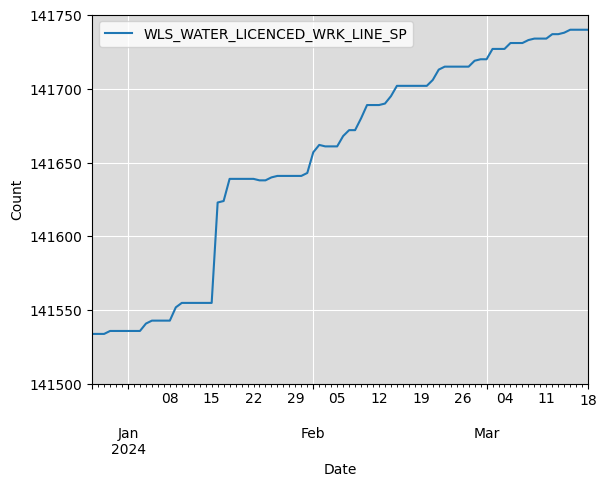 WLS_WATER_LICENCED_WRK_LINE_SP
141750
141700
141650
141600
141550
141500
Count
08 15 22 29 05 12 19 26 04 11 18
Jan Feb Mar
2024
Date